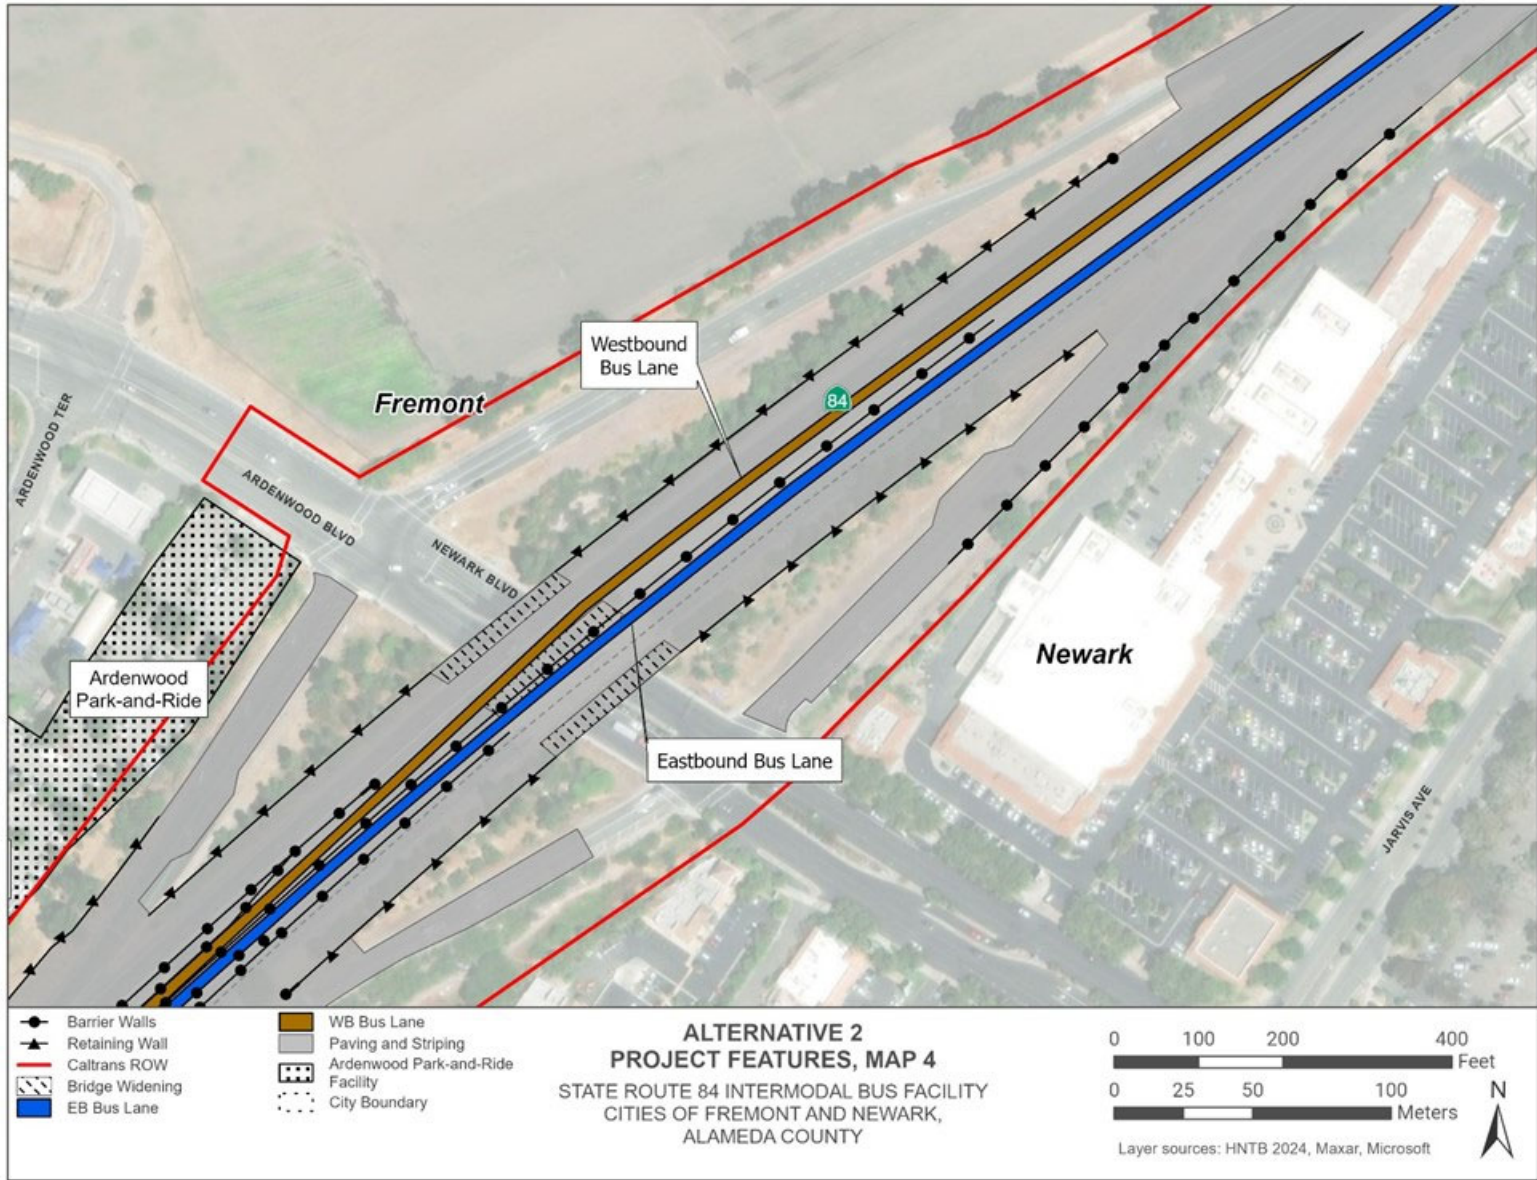 Westbound
Bus Lane
84
Fremont
ARDENWOOD TER
ARDENWOOD BLVD
NEWARK BLVD
Ardenwood
Park-and-Ride
Newark
Eastbound Bus Lane
JARVIS AVE
Barrier Walls
Retaining Wall
Caltrans ROW
Bridge Widening
EB Bus Lane
WB Bus Lane
Paving and Striping
Ardenwood Park-and-Ride
Facility
City Boundary
ALTERNATIVE 2
PROJECT FEATURES, MAP 4
STATE ROUTE 84 INTERMODAL BUS FACILITY
CITIES OF FREMONT AND NEWARK,
ALAMEDA COUNTY
0 100 200 400
Feet
0 25 50 100
Meters
N
Layer sources: HNTB 2024, Maxar, Microsoft